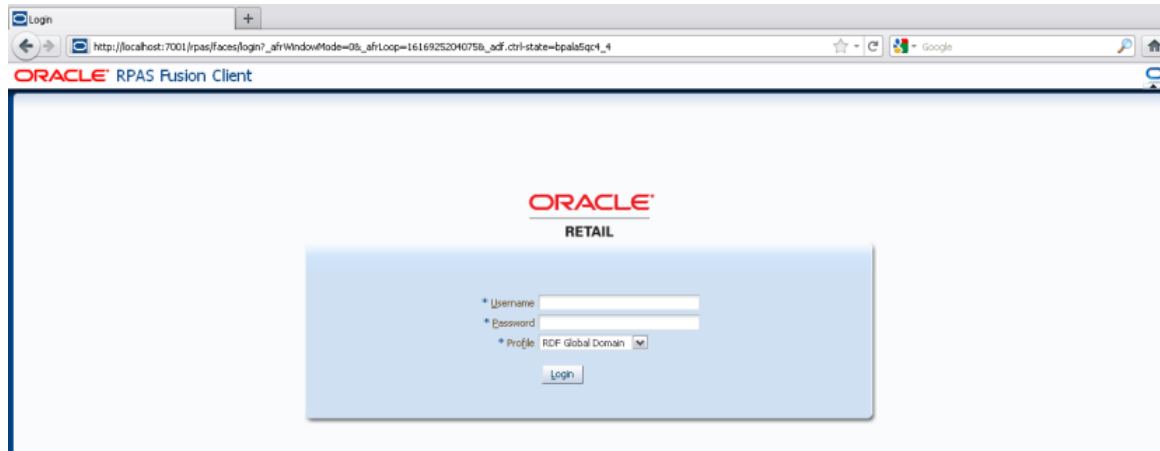 Login
http://localhost:7001/rpas/faces/login?_afrWindowMode=0&_afrLoop=1616925204075&_adf.ctrl-state=bpala5qc4_4
Google
ORACLE RPAS Fusion Client
ORACLE
RETAIL
* Username
* Password
* Profile RDF Global Domain
Login